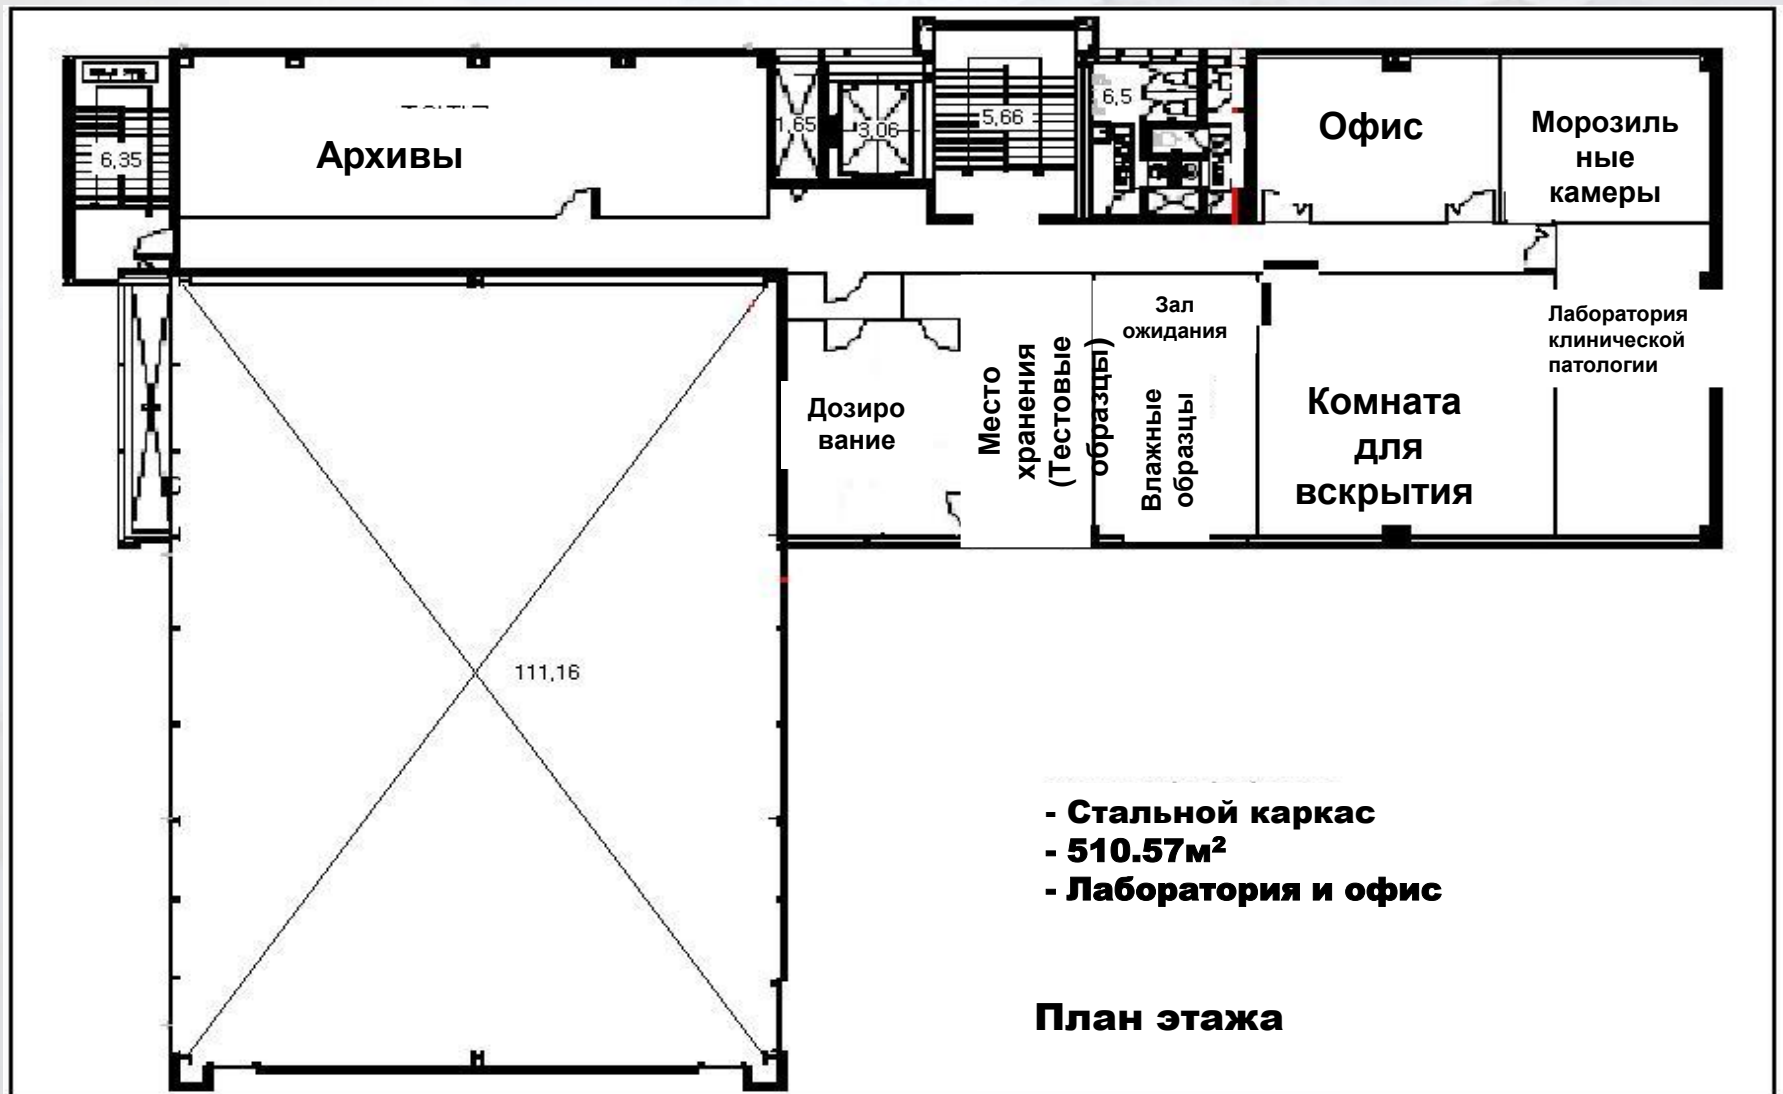 6,35
Архивы
1,65
3,06
5,66
6,5
Офис
Морозиль
ные
камеры
Дозиро
вание
Место
хранения
(Тестовые
образцы)
Зал
ожидания
Влажные
образцы
Комната
для
вскрытия
Лаборатория
клинической
патологии
111,16
- Стальной каркас
- 510.57м²
- Лаборатория и офис
План этажа